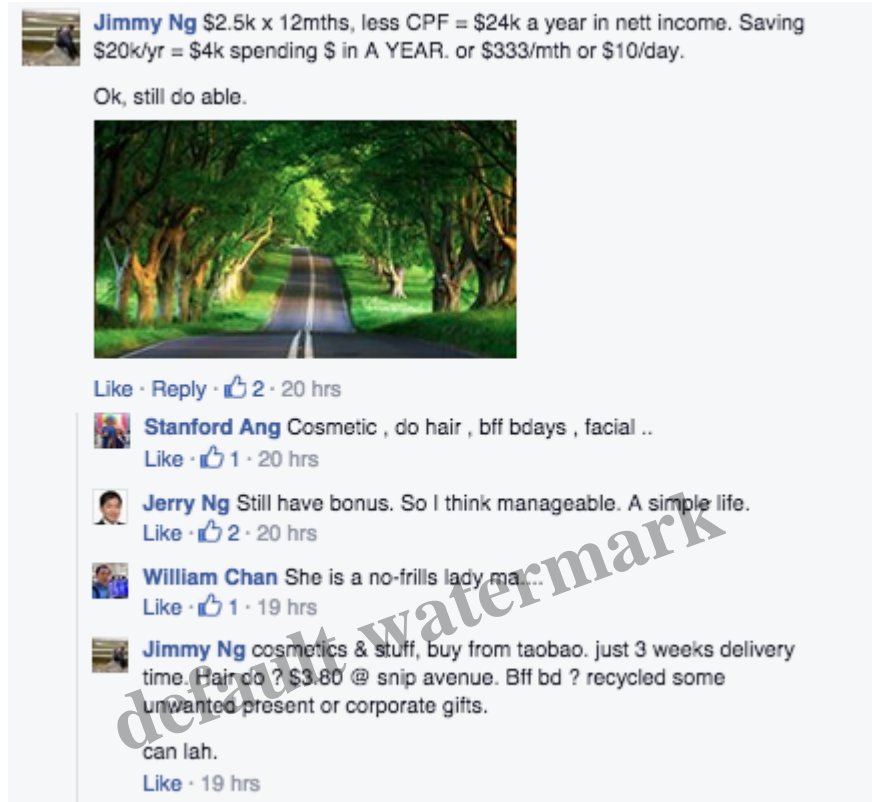 Jimmy Ng $2.5k x 12mths, less CPF = $24k a year in nett income. Saving
$20k/yr = $4k spending $ in A YEAR. or $333/mth or $10/day.
Ok, still do able.
Like · Reply · 2 · 20 hrs
Stanford Ang Cosmetic , do hair , bff bdays , facial ..
Like · 1 · 20 hrs
Jerry Ng Still have bonus. So I think manageable. A simple life.
Like · 2 · 20 hrs
William Chan She is a no-frills lady ma....
Like · 1 · 19 hrs
Jimmy Ng cosmetics & stuff, buy from taobao. just 3 weeks delivery
time. Hair do ? $3.80 @ snip avenue. Bff bd ? recycled some
unwanted present or corporate gifts.
can lah.
Like · 19 hrs
default watermark